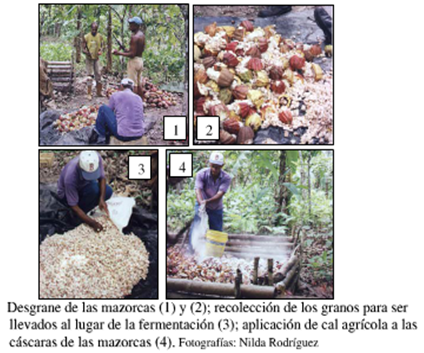 1
2
3
4
Desgrane de las mazorcas (1) y (2); recolección de los granos para ser
llevados al lugar de la fermentación (3); aplicación de cal agrícola a las
cáscaras de las mazorcas (4). Fotografías: Nilda Rodríguez